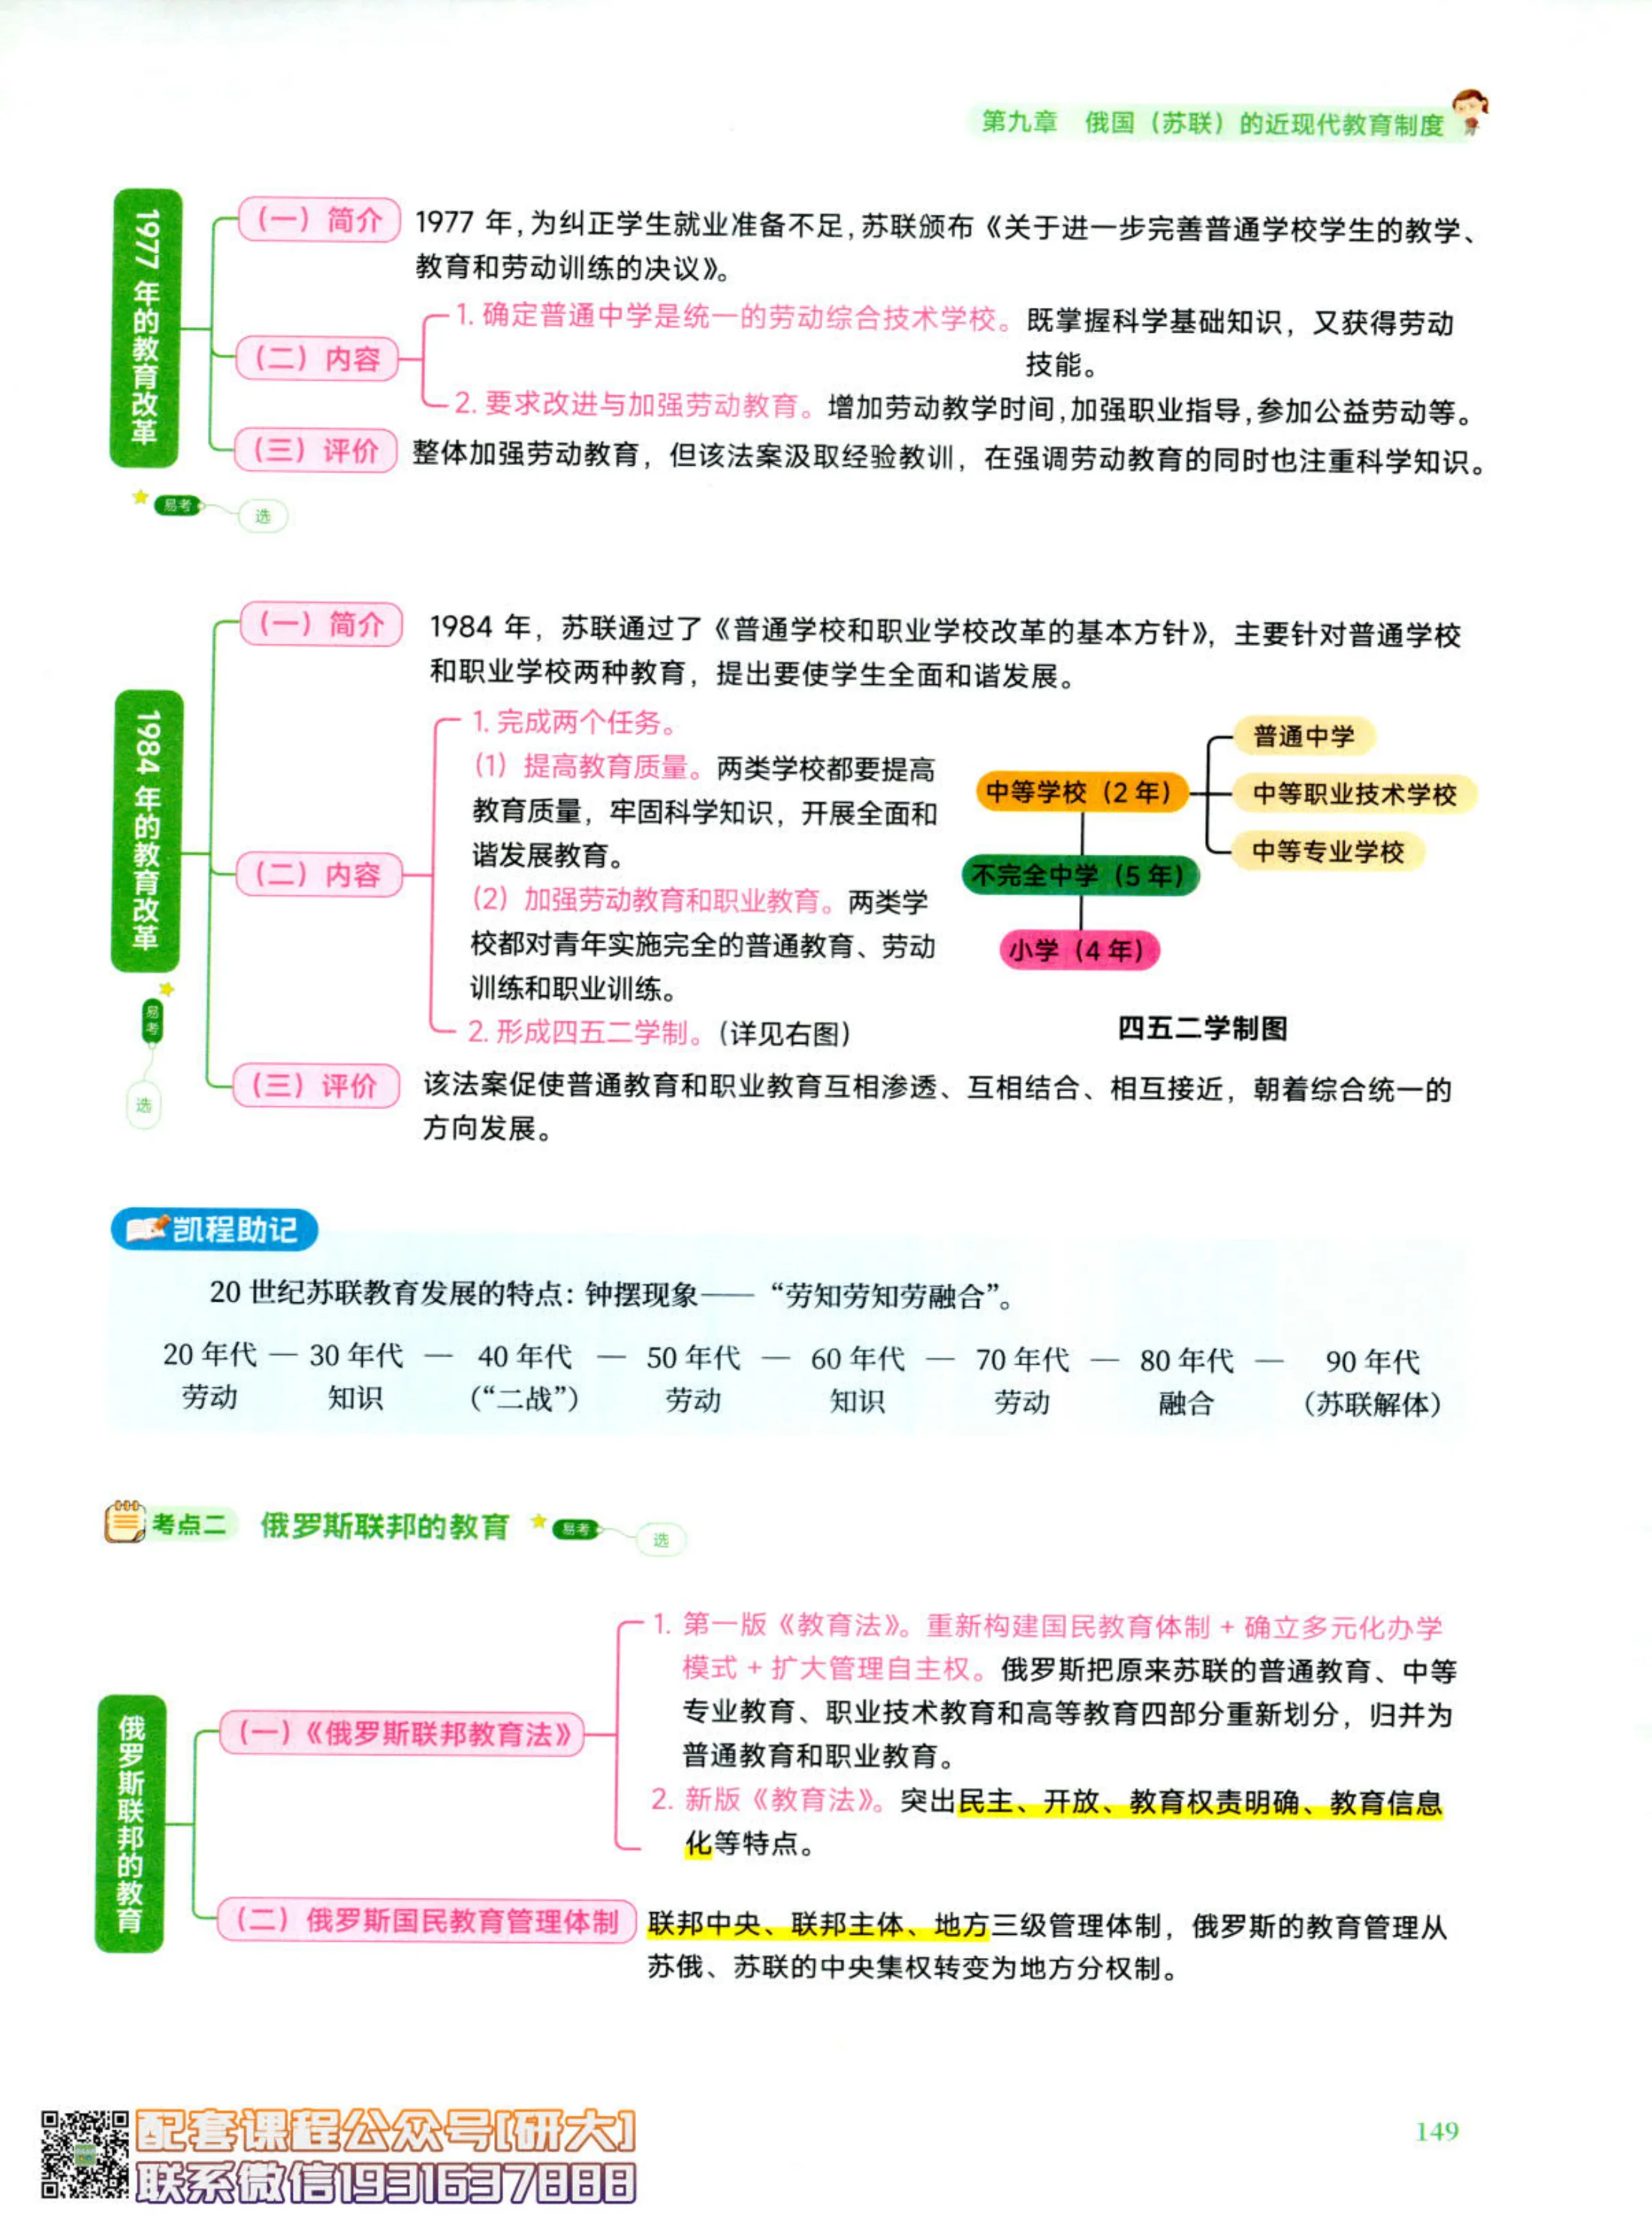 第九章 俄国（苏联）的近现代教育制度
1977 年的教育改革
（一）简介
1977 年，为纠正学生就业准备不足，苏联颁布《关于进一步完善普通学校学生的教学、
教育和劳动训练的决议》。
（二）内容
1. 确定普通中学是统一的劳动综合技术学校。既掌握科学基础知识，又获得劳动
技能。
2. 要求改进与加强劳动教育。增加劳动教学时间，加强职业指导，参加公益劳动等。
（三）评价
整体加强劳动教育，但该法案汲取经验教训，在强调劳动教育的同时也注重科学知识。
易考
选
1984 年的教育改革
易考
选
（一）简介
1984 年，苏联通过了《普通学校和职业学校改革的基本方针》，主要针对普通学校
和职业学校两种教育，提出要使学生全面和谐发展。
（二）内容
1. 完成两个任务。
（1）提高教育质量。两类学校都要提高
教育质量，牢固科学知识，开展全面和
谐发展教育。
（2）加强劳动教育和职业教育。两类学
校都对青年实施完全的普通教育、劳动
训练和职业训练。
2. 形成四五二学制。（详见右图）
普通中学
中等学校（2 年）
中等职业技术学校
中等专业学校
不完全中学（5 年）
小学（4 年）
四五二学制图
（三）评价
该法案促使普通教育和职业教育互相渗透、互相结合、相互接近，朝着综合统一的
方向发展。
凯程助记
20 世纪苏联教育发展的特点：钟摆现象——“劳知劳知劳融合”。
20 年代 — 30 年代 — 40 年代 — 50 年代 — 60 年代 — 70 年代 — 80 年代 — 90 年代
劳动 知识 （“二战”） 劳动 知识 劳动 融合 （苏联解体）
考点二 俄罗斯联邦的教育 易考 选
俄罗斯联邦的教育
（一）《俄罗斯联邦教育法》
1. 第一版《教育法》。重新构建国民教育体制 + 确立多元化办学
模式 + 扩大管理自主权。俄罗斯把原来苏联的普通教育、中等
专业教育、职业技术教育和高等教育四部分重新划分，归并为
普通教育和职业教育。
2. 新版《教育法》。突出民主、开放、教育权责明确、教育信息
化等特点。
（二）俄罗斯国民教育管理体制
联邦中央、联邦主体、地方三级管理体制，俄罗斯的教育管理从
苏俄、苏联的中央集权转变为地方分权制。
配套课程公众号[研大]
联系微信1931637888
149